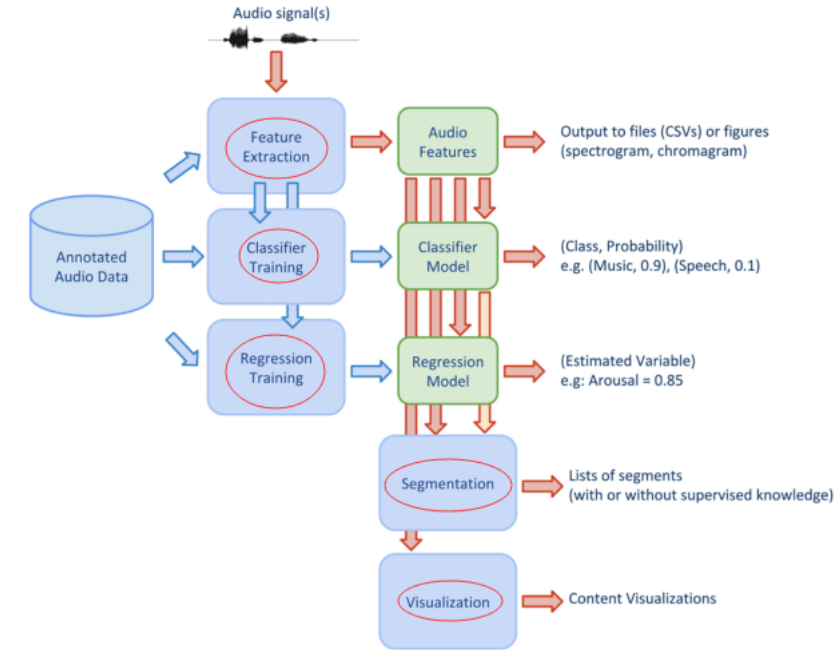 Audio signal(s)
Feature
Extraction
Audio
Features
Output to files (CSVs) or figures
(spectrogram, chromagram)
Annotated
Audio Data
Classifier
Training
Classifier
Model
(Class, Probability)
e.g. (Music, 0.9), (Speech, 0.1)
Regression
Training
Regression
Model
(Estimated Variable)
e.g: Arousal = 0.85
Segmentation
Lists of segments
(with or without supervised knowledge)
Visualization
Content Visualizations